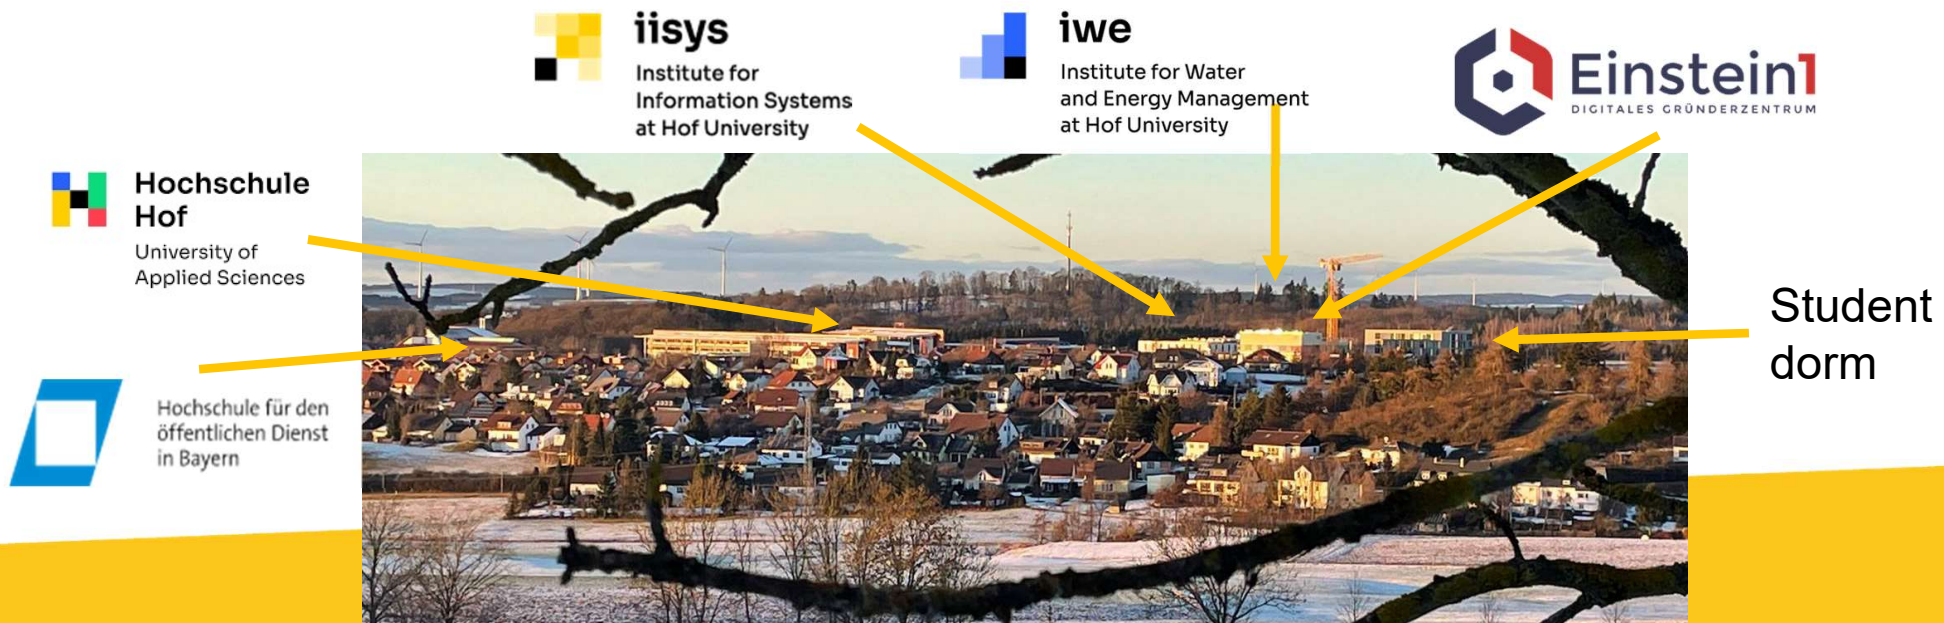 iisys
Institute for
Information Systems
at Hof University
iwe
Institute for Water
and Energy Management
at Hof University
Einstein1
DIGITALES GRÜNDERZENTRUM
Hochschule
Hof
University of
Applied Sciences
Hochschule für den
öffentlichen Dienst
in Bayern
Student
dorm